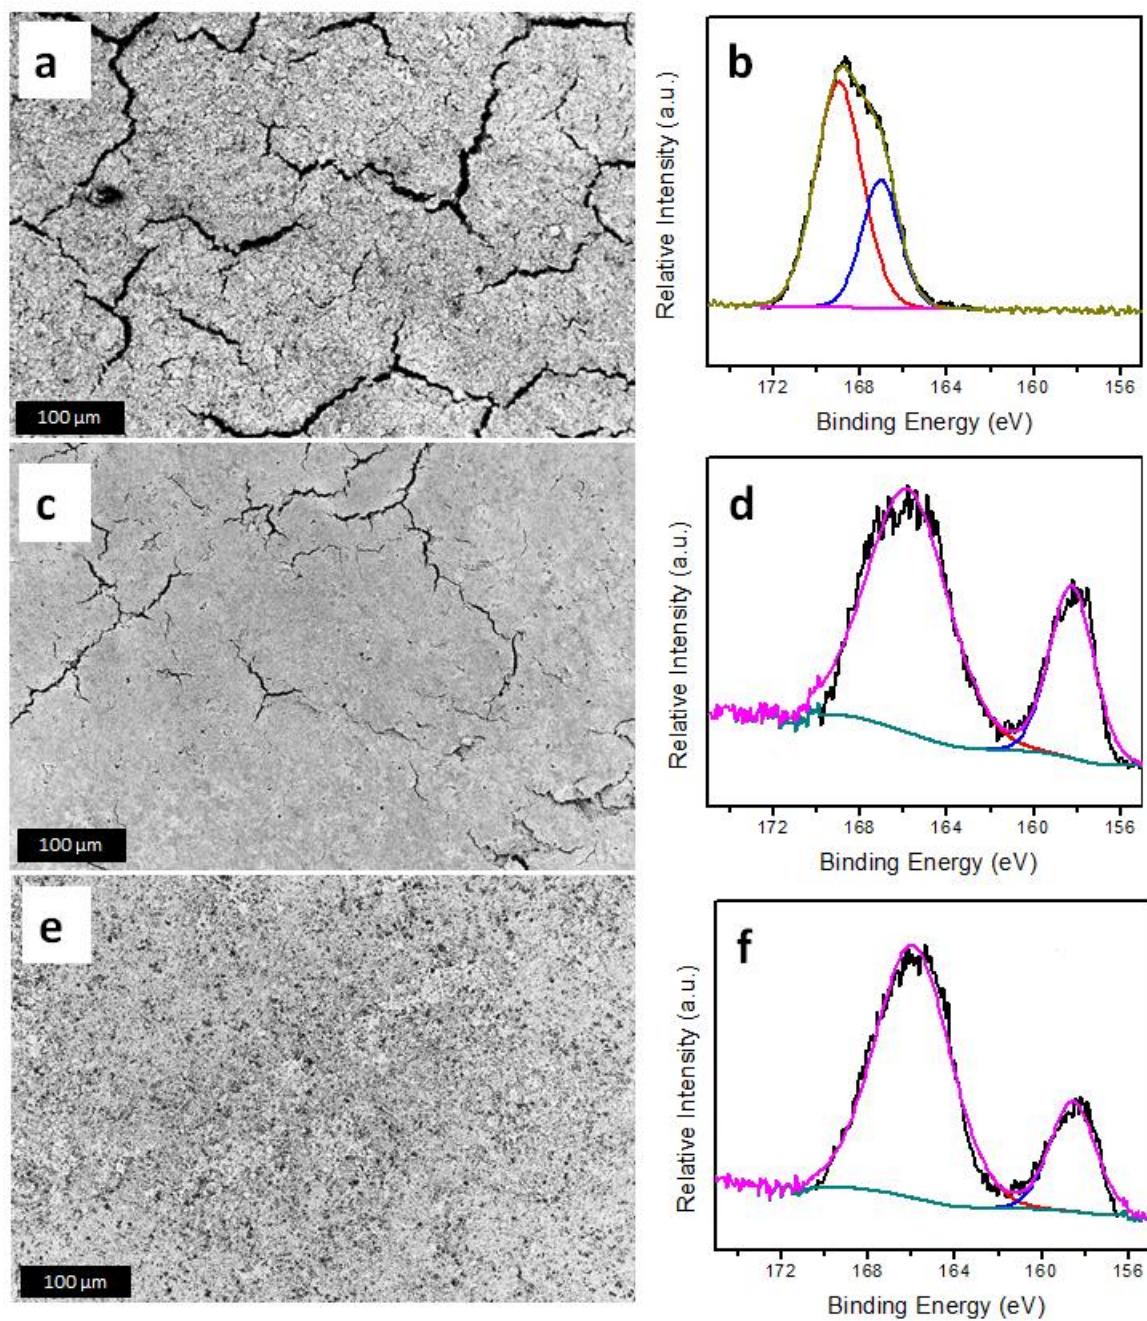 a
100 µm
b
Relative Intensity (a.u.)
172 168 164 160 156
Binding Energy (eV)
c
100 µm
d
Relative Intensity (a.u.)
172 168 164 160 156
Binding Energy (eV)
e
100 µm
f
Relative Intensity (a.u.)
172 168 164 160 156
Binding Energy (eV)